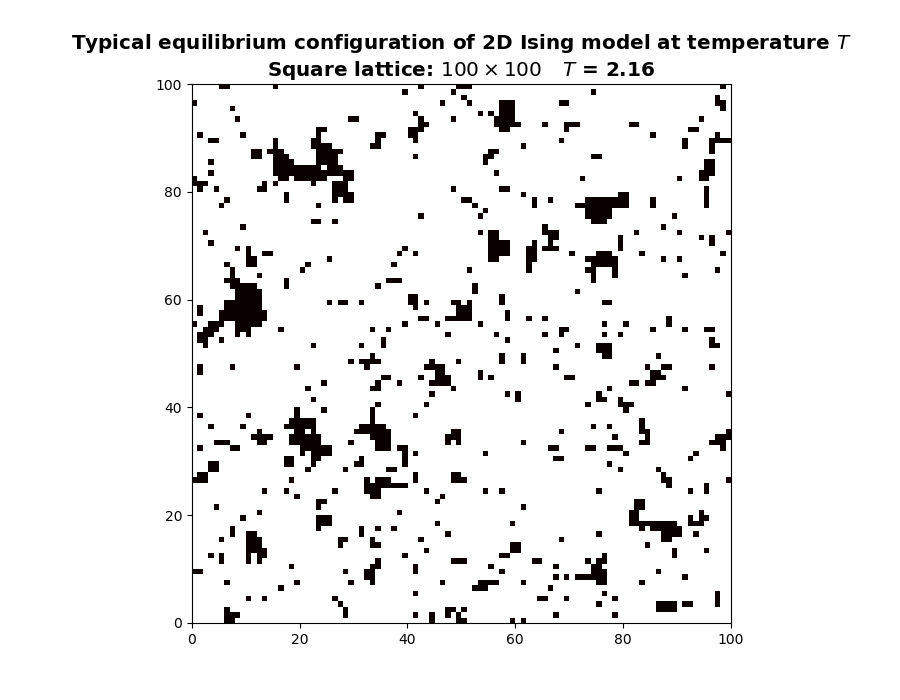 Typical equilibrium configuration of 2D Ising model at temperature T
Square lattice: 100 × 100 T = 2.16
100
80
60
40
20
0
0 20 40 60 80 100